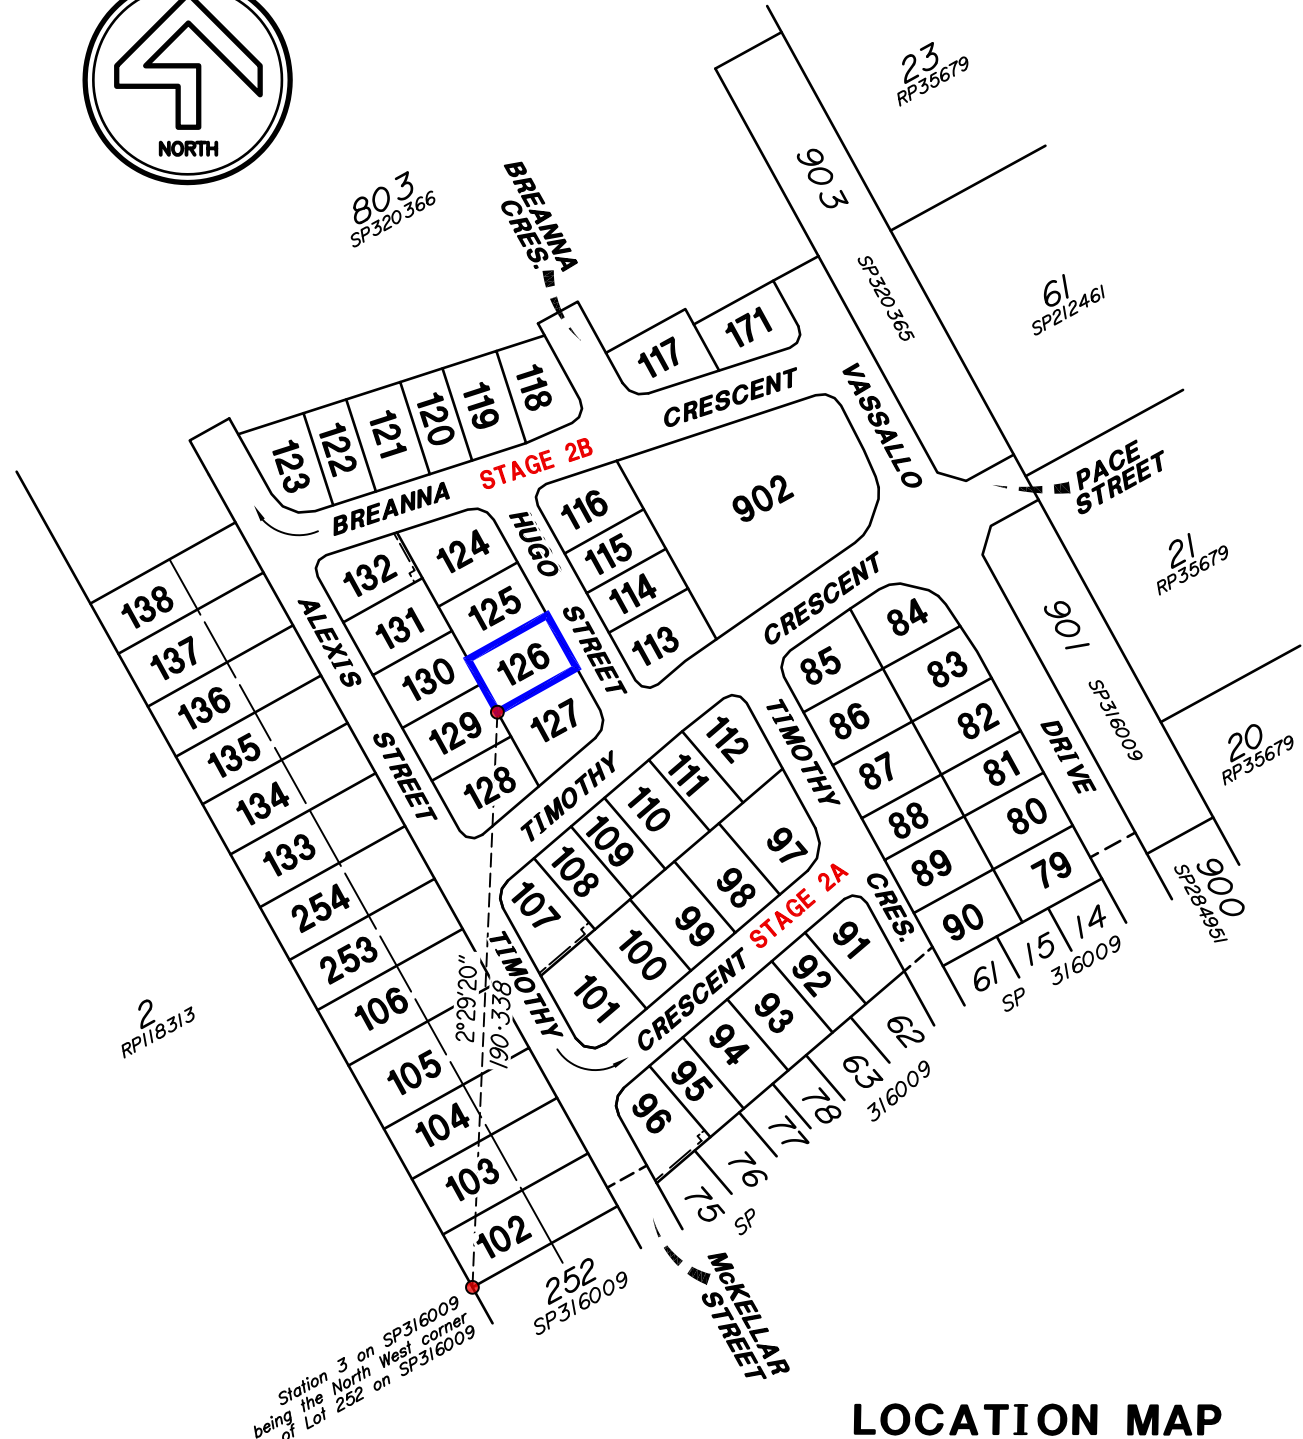 NORTH
23
RP35679
803
SP320366
BREANNA
CRES.
903
SP320365
61
SP212461
171
117
118
119
120
121
122
123
CRESCENT
VASSALLO
STAGE 2B
BREANNA
902
PACE
STREET
HUGO
STREET
116
115
114
113
132
124
131
125
130
126
129
127
128
ALEXIS
STREET
21
RP35679
901
SP316009
20
RP35679
900
SP284951
CRESCENT
TIMOTHY
DRIVE
84
85
83
86
82
87
81
88
80
89
79
90
TIMOTHY
CRES.
138
137
136
135
134
133
254
253
106
105
104
103
102
112
111
110
109
108
107
97
98
99
100
101
STAGE 2A
CRESCENT
TIMOTHY
91
92
93
94
95
96
61
15
14
SP
316009
62
63
78
77
76
75
SP
316009
2°29'20"
190·338
2
RP118313
252
SP316009
McKELLAR
STREET
Station 3 on SP316009
being the North West corner
of Lot 252 on SP316009
LOCATION MAP